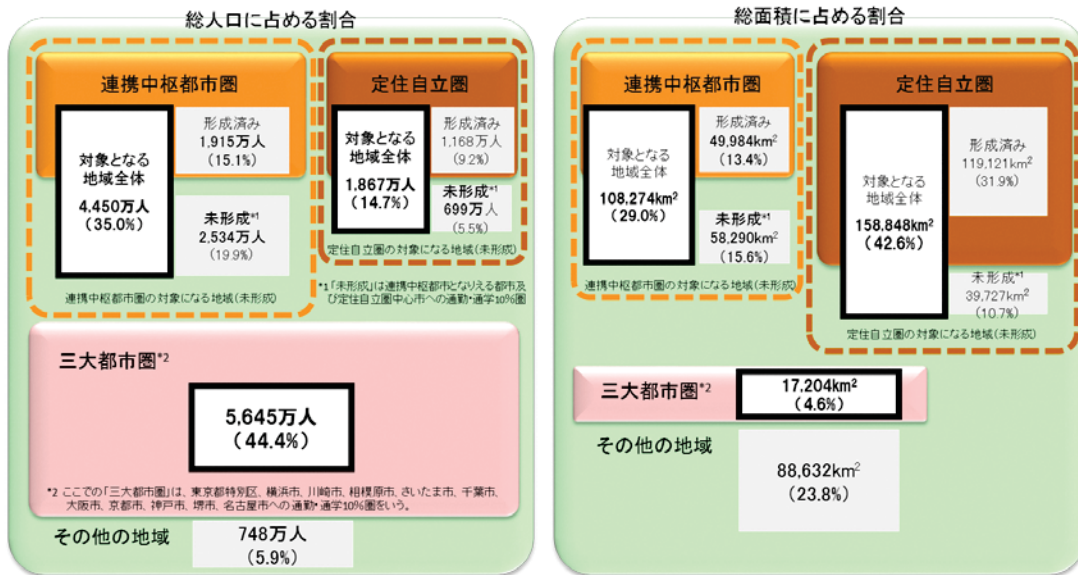 総人口に占める割合
連携中枢都市圏
対象となる
地域全体
4,450万人
(35.0%)
形成済み
1,915万人
(15.1%)
未形成*1
2,534万人
(19.9%)
連携中枢都市圏の対象になる地域(未形成)
定住自立圏
対象となる
地域全体
1,867万人
(14.7%)
形成済み
1,168万人
(9.2%)
未形成*1
699万人
(5.5%)
定住自立圏の対象になる地域(未形成)
*1「未形成」は連携中枢都市となりえる都市及
び定住自立圏中心市への通勤・通学10%圏
三大都市圏*2
5,645万人
(44.4%)
*2 ここでの「三大都市圏」は、東京都特別区、横浜市、川崎市、相模原市、さいたま市、千葉市、
大阪市、京都市、神戸市、堺市、名古屋市への通勤・通学10%圏をいう。
その他の地域
748万人
(5.9%)
総面積に占める割合
連携中枢都市圏
対象となる
地域全体
108,274km²
(29.0%)
形成済み
49,984km²
(13.4%)
未形成*1
58,290km²
(15.6%)
連携中枢都市圏の対象になる地域(未形成)
定住自立圏
対象となる
地域全体
158,848km²
(42.6%)
形成済み
119,121km²
(31.9%)
未形成*1
39,727km²
(10.7%)
定住自立圏の対象になる地域(未形成)
三大都市圏*2
17,204km²
(4.6%)
その他の地域
88,632km²
(23.8%)